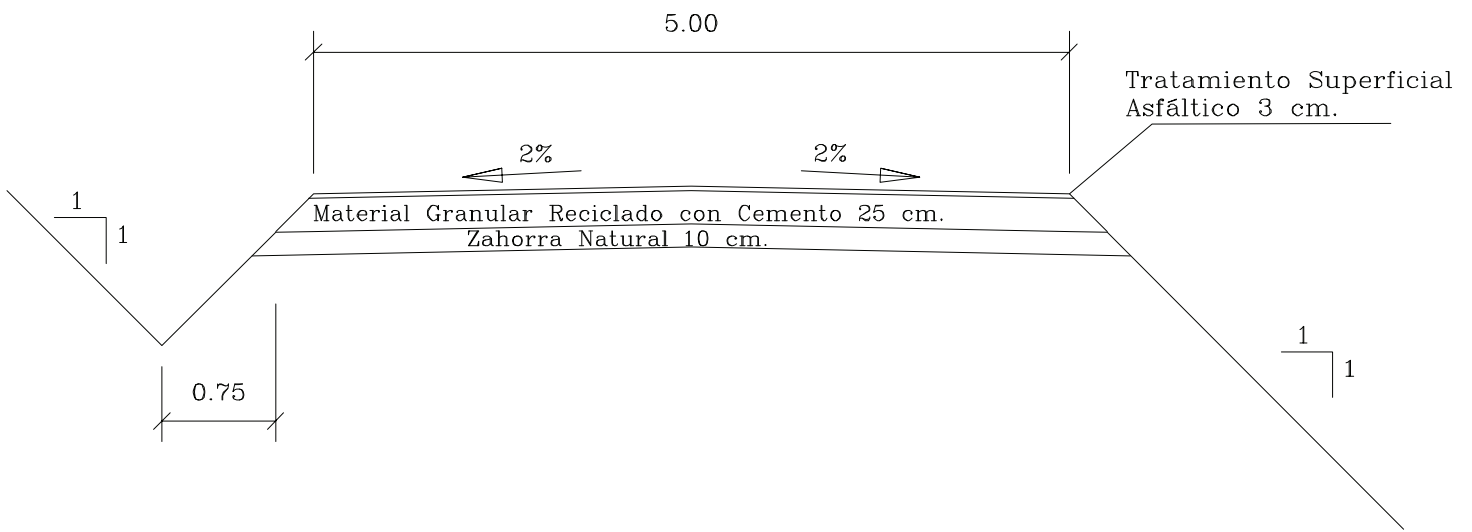 5.00
Tratamiento Superficial
Asfáltico 3 cm.
2%
2%
1
1
Material Granular Reciclado con Cemento 25 cm.
Zahorra Natural 10 cm.
1
1
0.75